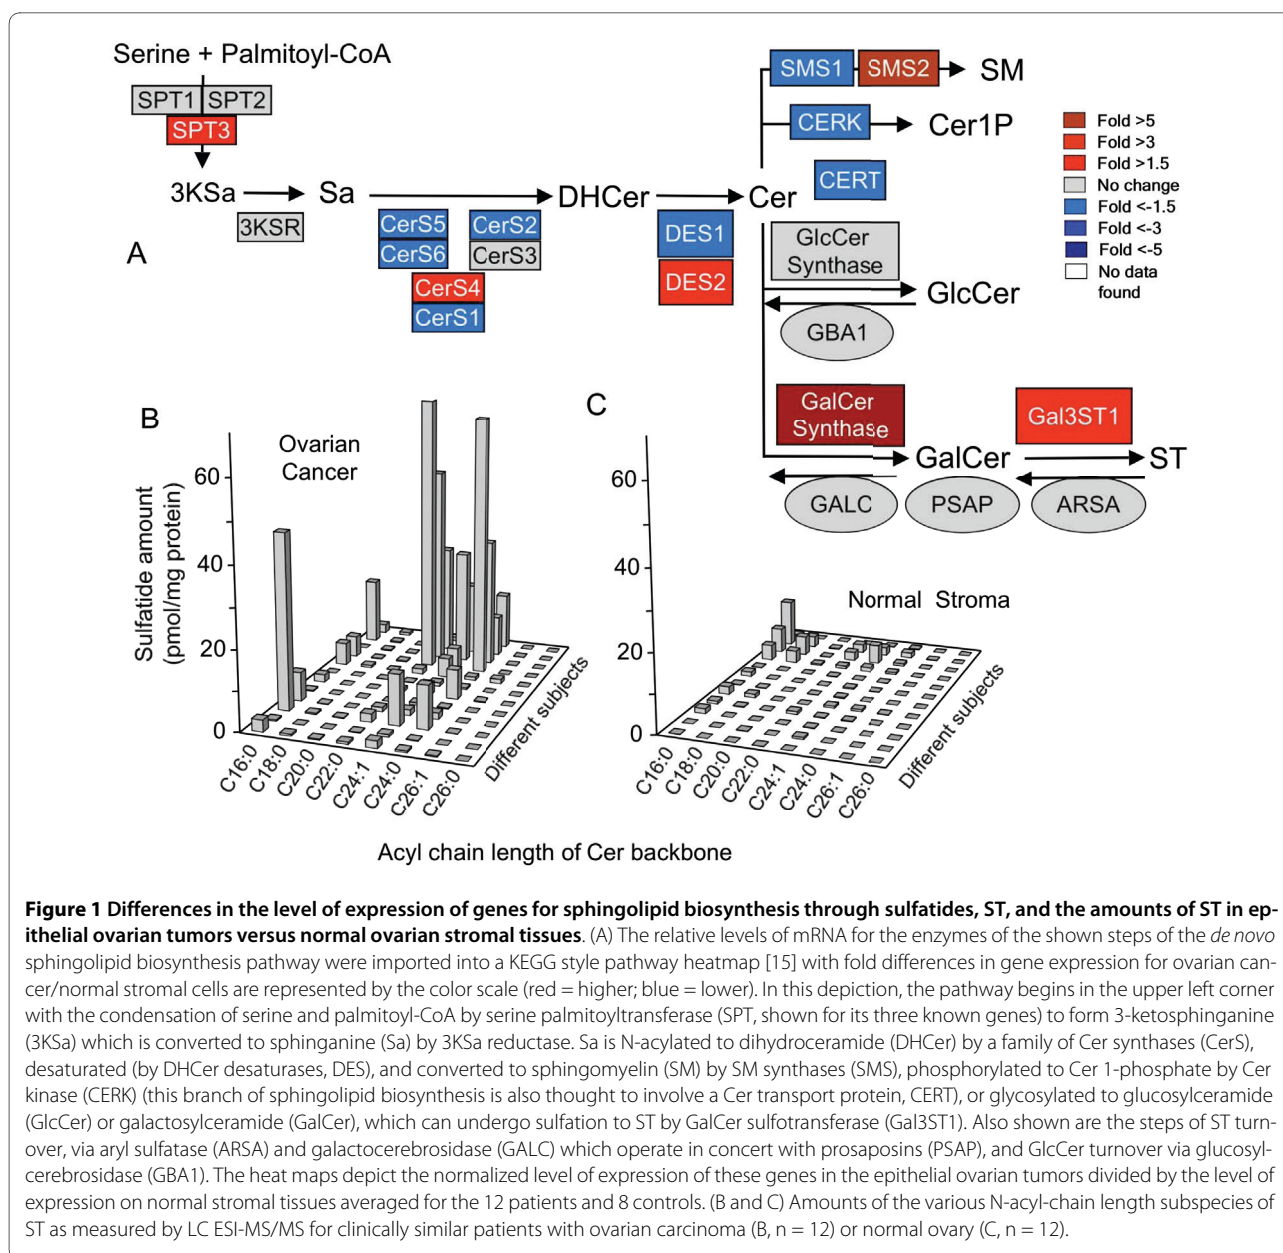 Serine + Palmitoyl-CoA
SPT1 SPT2
SPT3
3KSa
3KSR
Sa
CerS5 CerS2
CerS6 CerS3
CerS4
CerS1
DHCer
DES1
DES2
Cer
SMS1 SMS2
SM
CERK
Cer1P
CERT
GlcCer
Synthase
GlcCer
GBA1
GalCer
Synthase
GalCer
Gal3ST1
ST
GALC
PSAP
ARSA
Fold >5
Fold >3
Fold >1.5
No change
Fold <-1.5
Fold <-3
Fold <-5
No data
found
A
B
Ovarian
Cancer
Sulfatide amount
(pmol/mg protein)
60
40
20
0
C16:0
C18:0
C20:0
C22:0
C24:1
C24:0
C26:1
C26:0
Different subjects
C
Normal Stroma
60
40
20
0
C16:0
C18:0
C20:0
C22:0
C24:1
C24:0
C26:1
C26:0
Different subjects
Acyl chain length of Cer backbone
Figure 1 Differences in the level of expression of genes for sphingolipid biosynthesis through sulfatides, ST, and the amounts of ST in ep-
ithelial ovarian tumors versus normal ovarian stromal tissues. (A) The relative levels of mRNA for the enzymes of the shown steps of the de novo
sphingolipid biosynthesis pathway were imported into a KEGG style pathway heatmap [15] with fold differences in gene expression for ovarian can-
cer/normal stromal cells are represented by the color scale (red = higher; blue = lower). In this depiction, the pathway begins in the upper left corner
with the condensation of serine and palmitoyl-CoA by serine palmitoyltransferase (SPT, shown for its three known genes) to form 3-ketosphinganine
(3KSa) which is converted to sphinganine (Sa) by 3KSa reductase. Sa is N-acylated to dihydroceramide (DHCer) by a family of Cer synthases (CerS),
desaturated (by DHCer desaturases, DES), and converted to sphingomyelin (SM) by SM synthases (SMS), phosphorylated to Cer 1-phosphate by Cer
kinase (CERK) (this branch of sphingolipid biosynthesis is also thought to involve a Cer transport protein, CERT), or glycosylated to glucosylceramide
(GlcCer) or galactosylceramide (GalCer), which can undergo sulfation to ST by GalCer sulfotransferase (Gal3ST1). Also shown are the steps of ST turn-
over, via aryl sulfatase (ARSA) and galactocerebrosidase (GALC) which operate in concert with prosaposins (PSAP), and GlcCer turnover via glucosyl-
cerebrosidase (GBA1). The heat maps depict the normalized level of expression of these genes in the epithelial ovarian tumors divided by the level of
expression on normal stromal tissues averaged for the 12 patients and 8 controls. (B and C) Amounts of the various N-acyl-chain length subspecies of
ST as measured by LC ESI-MS/MS for clinically similar patients with ovarian carcinoma (B, n = 12) or normal ovary (C, n = 12).